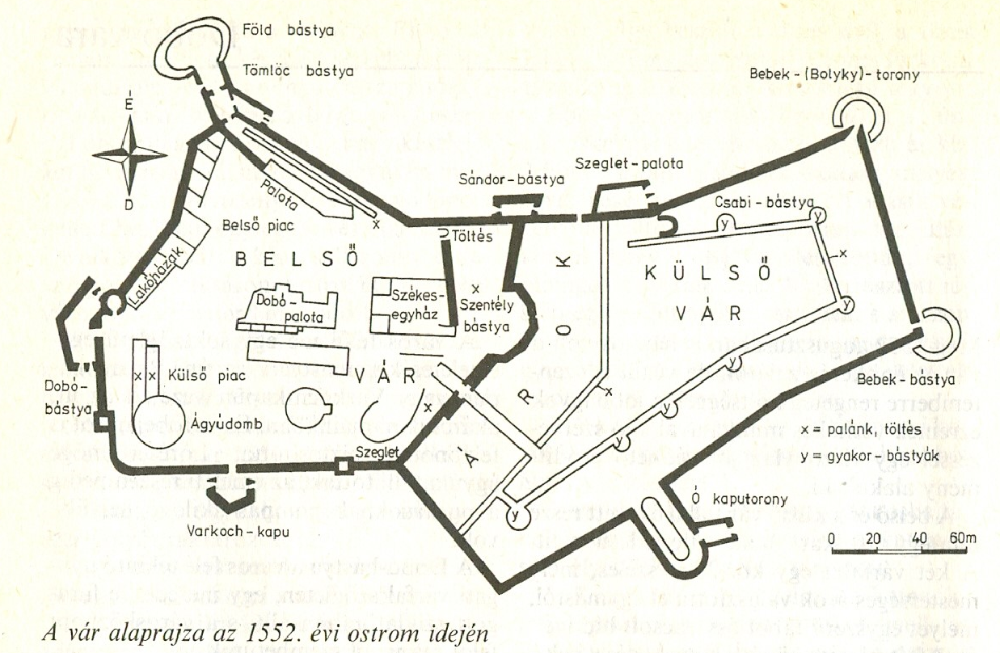 Föld bástya
Tömlöc bástya
Bebek-(Bolyky)-torony
É
D
Szeglet-palota
Sándor-bástya
Csabi-bástya
y
y
Palota
Belső piac
Töltés
x
BELSŐ
KÜLSŐ
x
Lakóházak
Székes-
egyház
x
Szentély
bástya
Dobó
palota
VÁR
y
ÁROK
y
VÁR
Bebek-bástya
x x
Külső piac
Dobó-
bástya
x
x
y
Ágyúdomb
x = palánk, töltés
y
Szeglet
y = gyakor-bástyák
Ó kaputorony
y
Varkoch-kapu
0 20 40 60m
A vár alaprajza az 1552. évi ostrom idején